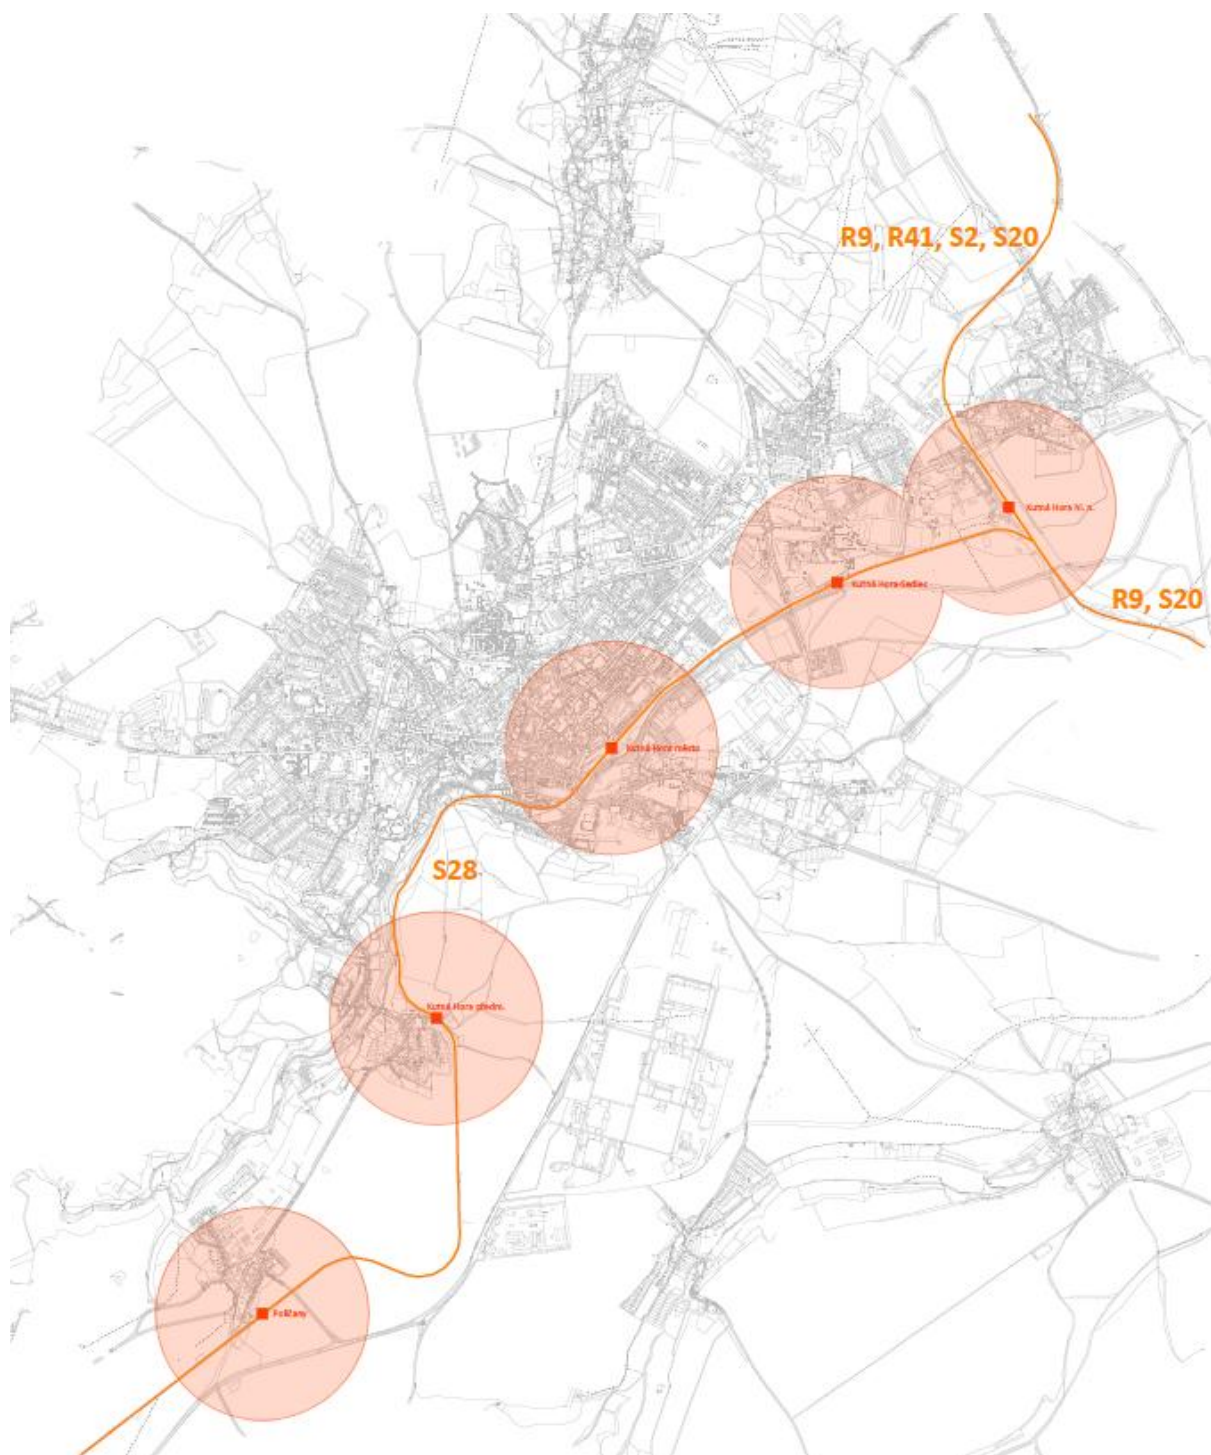 R9, R41, S2, S20
Kutná Hora hl. n.
Kutná Hora-Sedlec
R9, S20
Kutná Hora město
S28
Kutná Hora předm.
Poličany